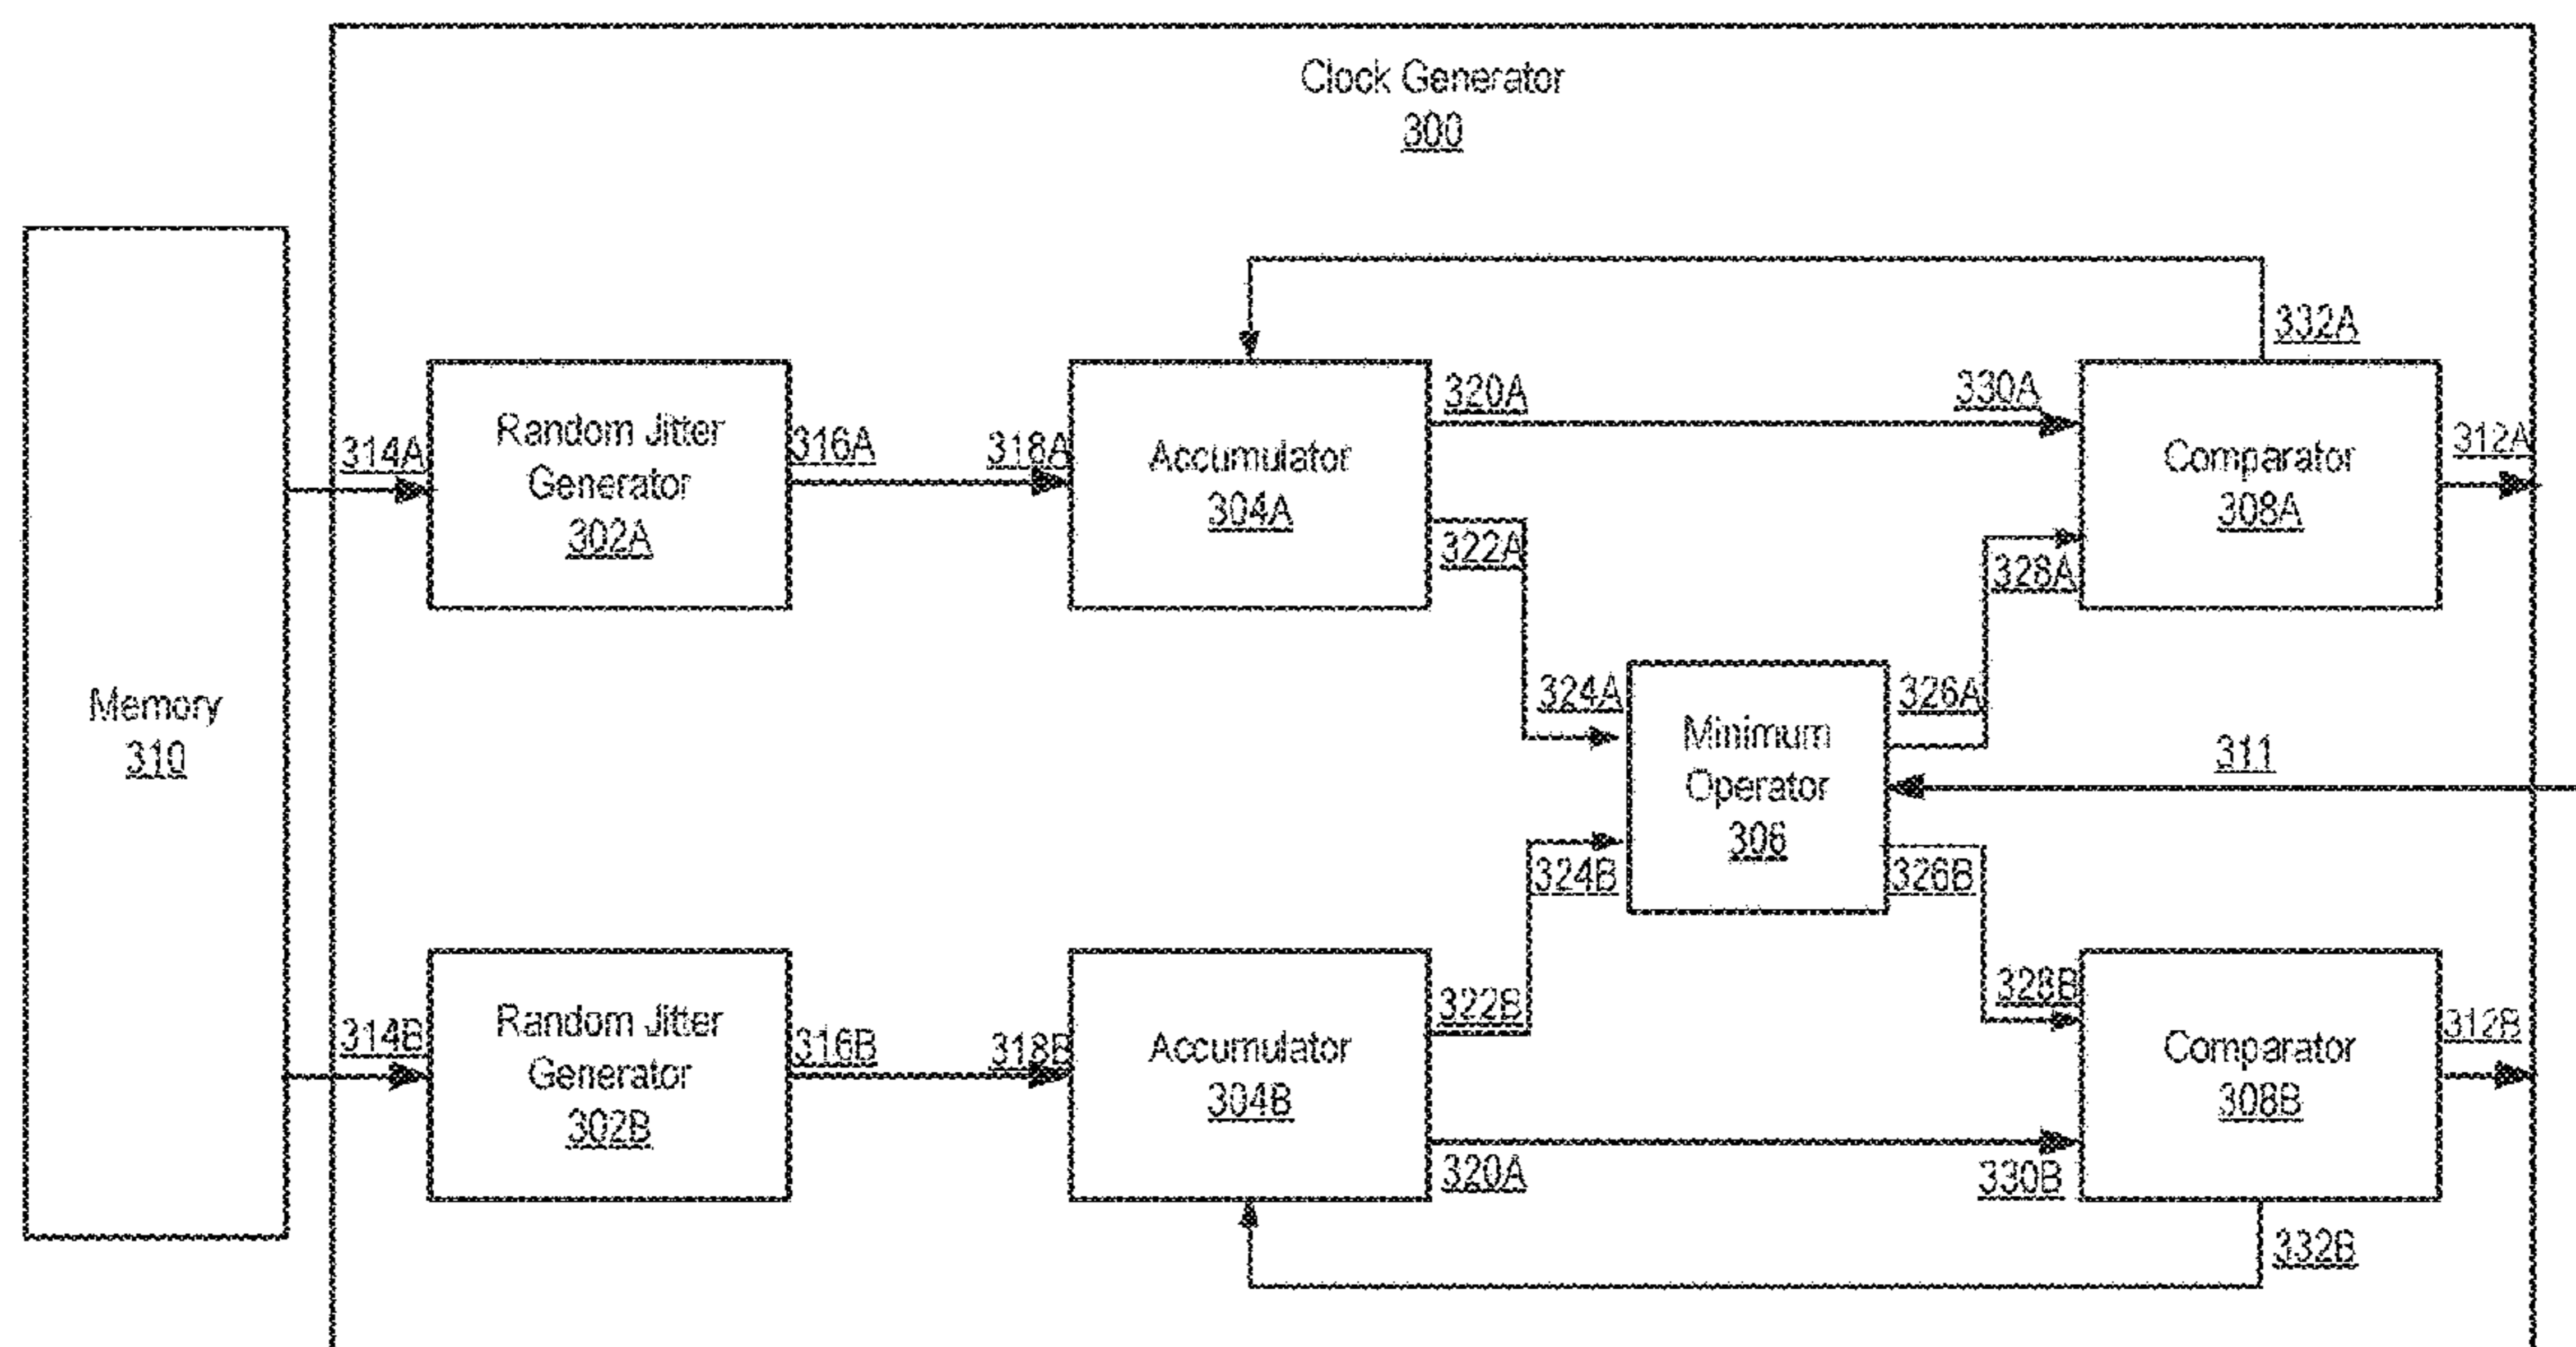 Clock Generator
300
332A
320A
330A
Random Jitter
Generator
302A
314A
316A
318A
Accumulator
304A
Comparator
308A
312A
322A
328A
324A
326A
Memory
310
Minimum
Operator
306
311
324B
326B
322B
328B
312B
314B
Random Jitter
Generator
302B
316B
318B
Accumulator
304B
Comparator
308B
320A
330B
332B